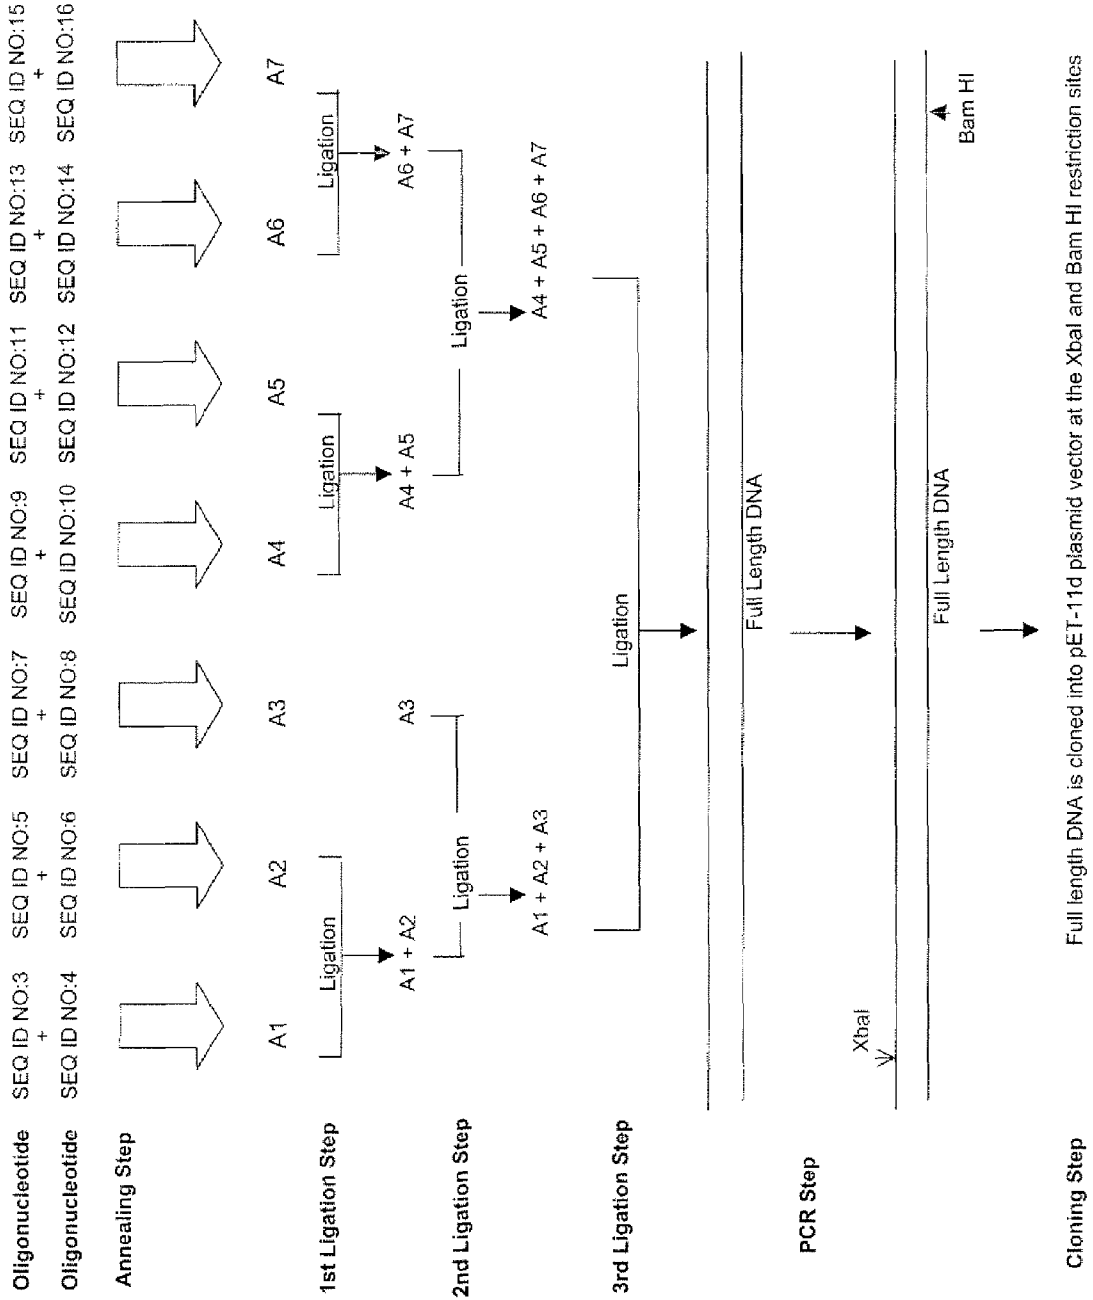 Oligonucleotide SEQ ID NO:3 SEQ ID NO:5 SEQ ID NO:7 SEQ ID NO:9 SEQ ID NO:11 SEQ ID NO:13 SEQ ID NO:15
+ + + + + + +
Oligonucleotide SEQ ID NO:4 SEQ ID NO:6 SEQ ID NO:8 SEQ ID NO:10 SEQ ID NO:12 SEQ ID NO:14 SEQ ID NO:16
Annealing Step
A1 A2 A3 A4 A5 A6 A7
1st Ligation Step Ligation Ligation Ligation
A1 + A2 A3 A4 + A5 A6 + A7
2nd Ligation Step Ligation Ligation
A1 + A2 + A3 A4 + A5 + A6 + A7
3rd Ligation Step Ligation
Full Length DNA
PCR Step
XbaI
Full Length DNA
Bam HI
Cloning Step Full length DNA is cloned into pET-11d plasmid vector at the XbaI and Bam HI restriction sites